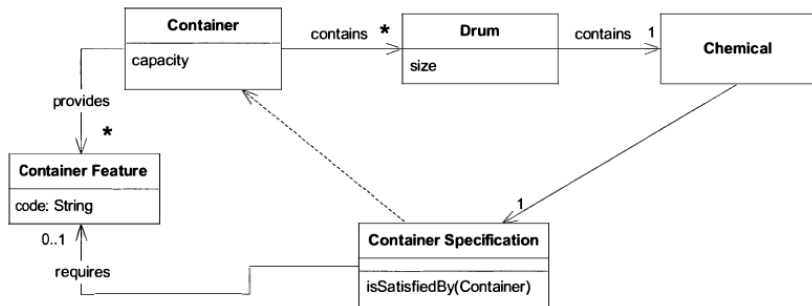 Container
capacity
contains *
Drum
size
contains 1
Chemical
provides
*
Container Feature
code: String
0..1
requires
1
Container Specification
isSatisfiedBy(Container)